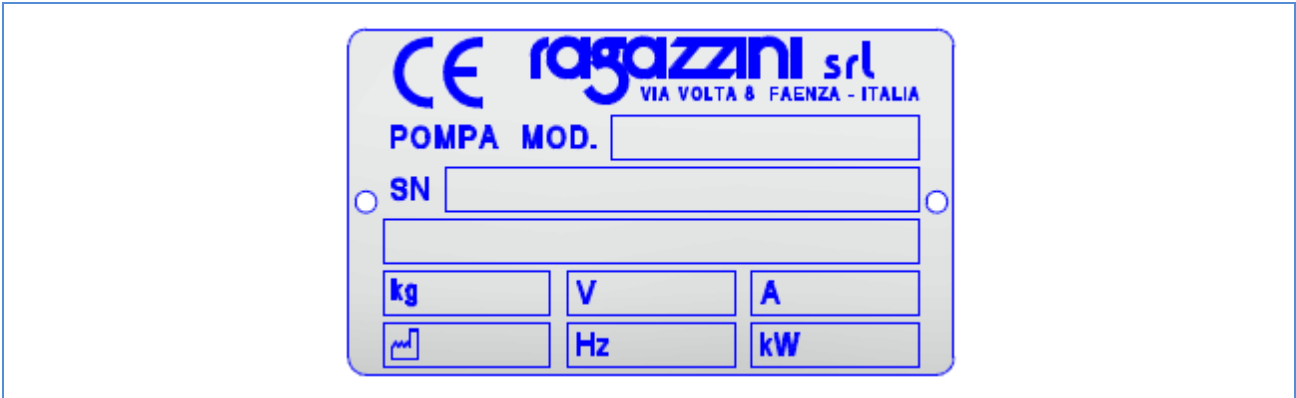 CE ragazzini srl
VIA VOLTA 8 FAENZA - ITALIA
POMPA MOD.
SN
kg V A
Hz kW